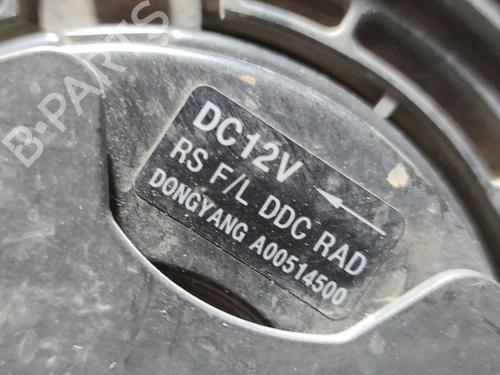 B-PARTS
DC12V
RS F/L DDC RAD
DONGYANG A00514500